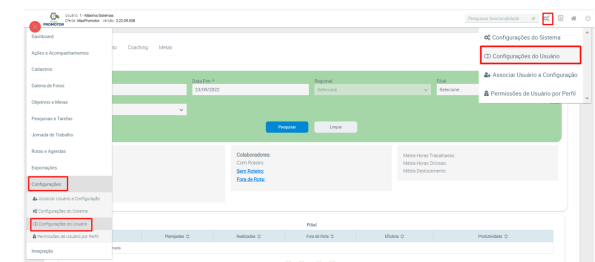 PROMOTOR
Usuário: 1 - Máxima Sistemas
Oferta: MaxPromotor - Versão: 2.22.09.008
Pesquisar funcionalidade
Dashboard
Ações e Acompanhamentos
Cadastros
Galeria de Fotos
Objetivos e Metas
Pesquisas e Tarefas
Jornada de Trabalho
Rotas e Agendas
Exportações
Configurações
Associar Usuário a Configuração
Configurações do Sistema
Configurações do Usuário
Permissões de Usuário por Perfil
Integração
Coaching Metas
Data Fim: *
23/09/2022
Regional
Selecione
Filial
Selecione
Pesquisar Limpar
Colaboradores:
Com Roteiro:
Sem Roteiro:
Fora de Rota:
Média Horas Trabalhadas:
Média Horas Ociosas:
Média Deslocamento:
Filial
Planejadas Realizadas Fora de Rota Eficácia Produtividade
Configurações do Sistema
Configurações do Usuário
Associar Usuário a Configuração
Permissões de Usuário por Perfil